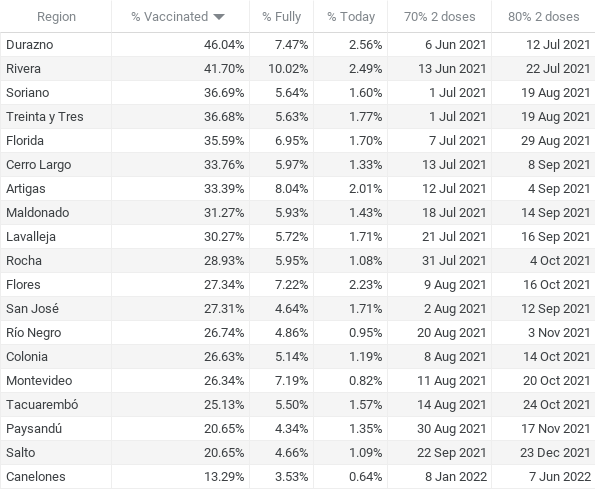 Region % Vaccinated % Fully % Today 70% 2 doses 80% 2 doses
Durazno 46.04% 7.47% 2.56% 6 Jun 2021 12 Jul 2021
Rivera 41.70% 10.02% 2.49% 13 Jun 2021 22 Jul 2021
Soriano 36.69% 5.64% 1.60% 1 Jul 2021 19 Aug 2021
Treinta y Tres 36.68% 5.63% 1.77% 1 Jul 2021 19 Aug 2021
Florida 35.59% 6.95% 1.70% 7 Jul 2021 29 Aug 2021
Cerro Largo 33.76% 5.97% 1.33% 13 Jul 2021 8 Sep 2021
Artigas 33.39% 8.04% 2.01% 12 Jul 2021 4 Sep 2021
Maldonado 31.27% 5.93% 1.43% 18 Jul 2021 14 Sep 2021
Lavalleja 30.27% 5.72% 1.71% 21 Jul 2021 16 Sep 2021
Rocha 28.93% 5.95% 1.08% 31 Jul 2021 4 Oct 2021
Flores 27.34% 7.22% 2.23% 9 Aug 2021 16 Oct 2021
San José 27.31% 4.64% 1.71% 2 Aug 2021 12 Sep 2021
Río Negro 26.74% 4.86% 0.95% 20 Aug 2021 3 Nov 2021
Colonia 26.63% 5.14% 1.19% 8 Aug 2021 14 Oct 2021
Montevideo 26.34% 7.19% 0.82% 11 Aug 2021 20 Oct 2021
Tacuarembó 25.13% 5.50% 1.57% 14 Aug 2021 24 Oct 2021
Paysandú 20.65% 4.34% 1.35% 30 Aug 2021 17 Nov 2021
Salto 20.65% 4.66% 1.09% 22 Sep 2021 23 Dec 2021
Canelones 13.29% 3.53% 0.64% 8 Jan 2022 7 Jun 2022